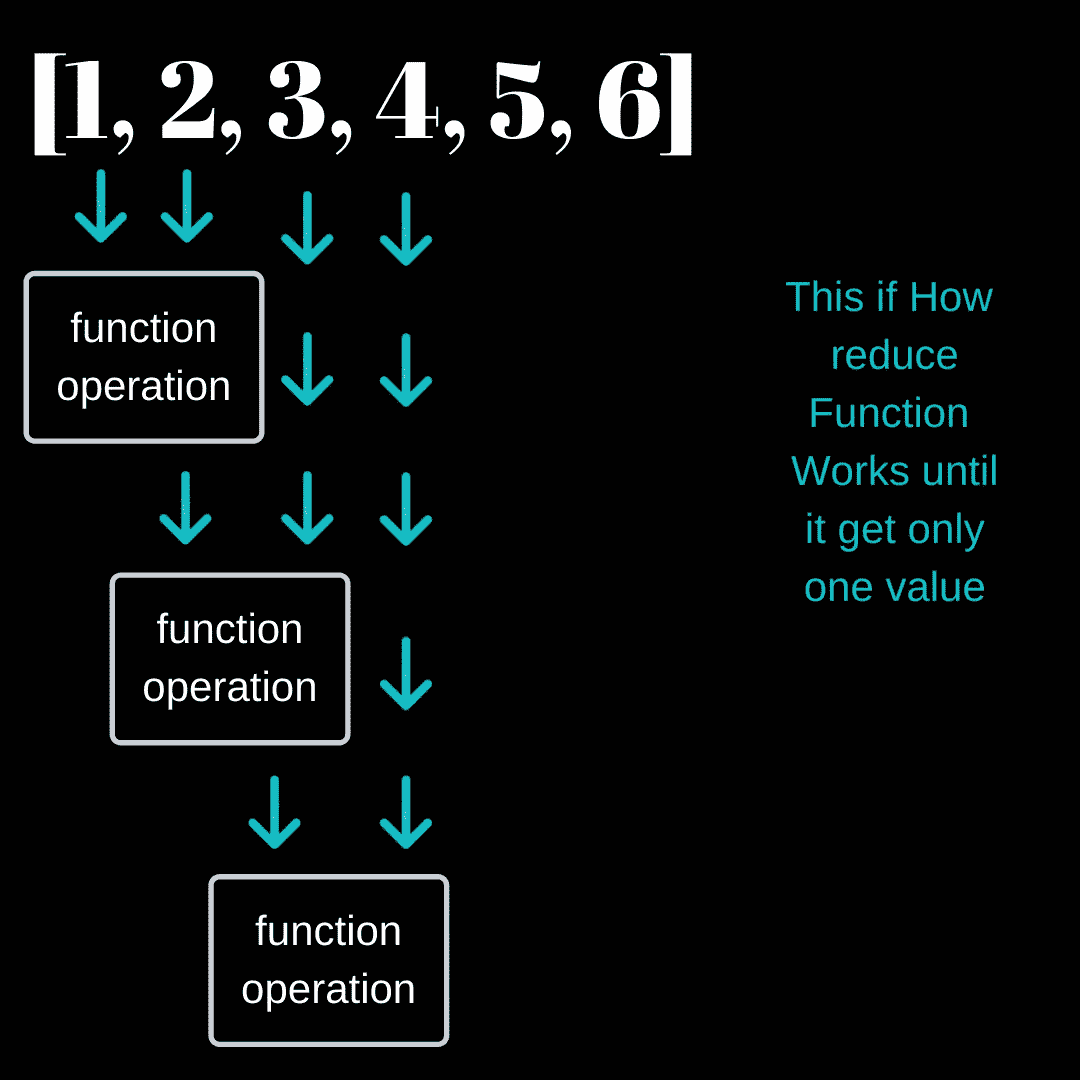 [1, 2, 3, 4, 5, 6]
function
operation
This if How
reduce
Function
Works until
it get only
one value
function
operation
function
operation